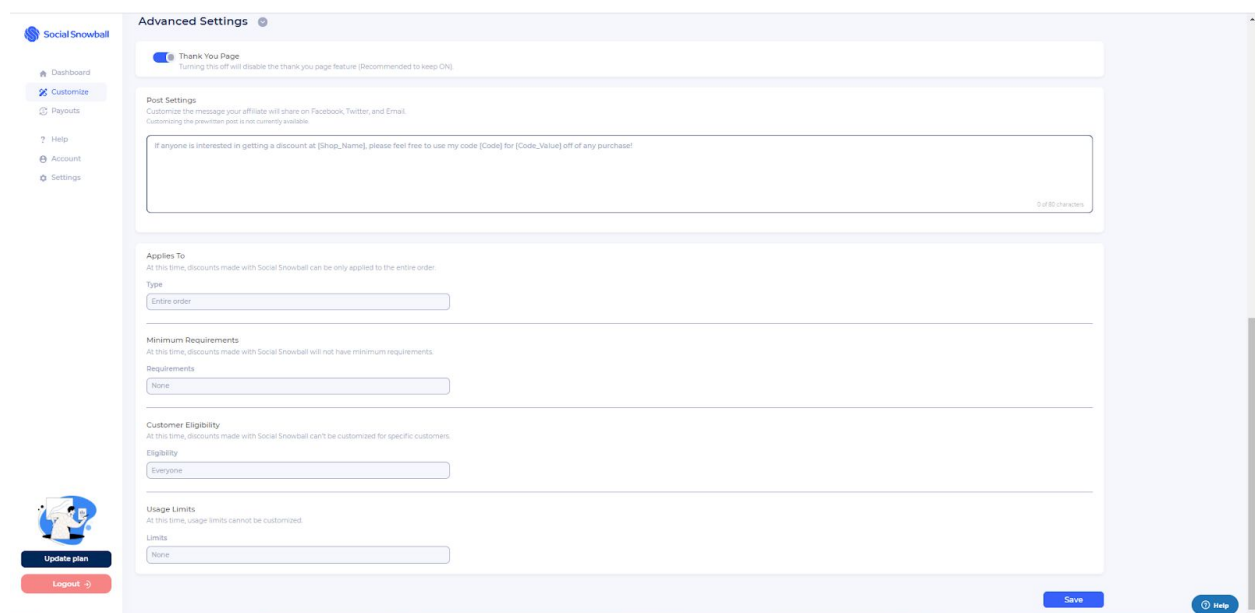 Advanced Settings
Social Snowball
Thank You Page
Turning this off will disable the thank you page feature (Recommended to keep ON)
Dashboard
Customize
Payouts
? Help
Account
Settings
Post Settings
Customize the message your affiliate will share on Facebook, Twitter, and Email.
Customizing the prewritten post is not currently available.
If anyone is interested in getting a discount at [Shop_Name], please feel free to use my code [Code] for [Code_Value] off of any purchase!
0 of 80 characters
Applies To
At this time, discounts made with Social Snowball can be only applied to the entire order.
Type
Entire order
Minimum Requirements
At this time, discounts made with Social Snowball will not have minimum requirements.
Requirements
None
Customer Eligibility
At this time, discounts made with Social Snowball can't be customized for specific customers.
Eligibility
Everyone
Usage Limits
At this time, usage limits cannot be customized
Limits
None
Update plan
Logout
Save
Help